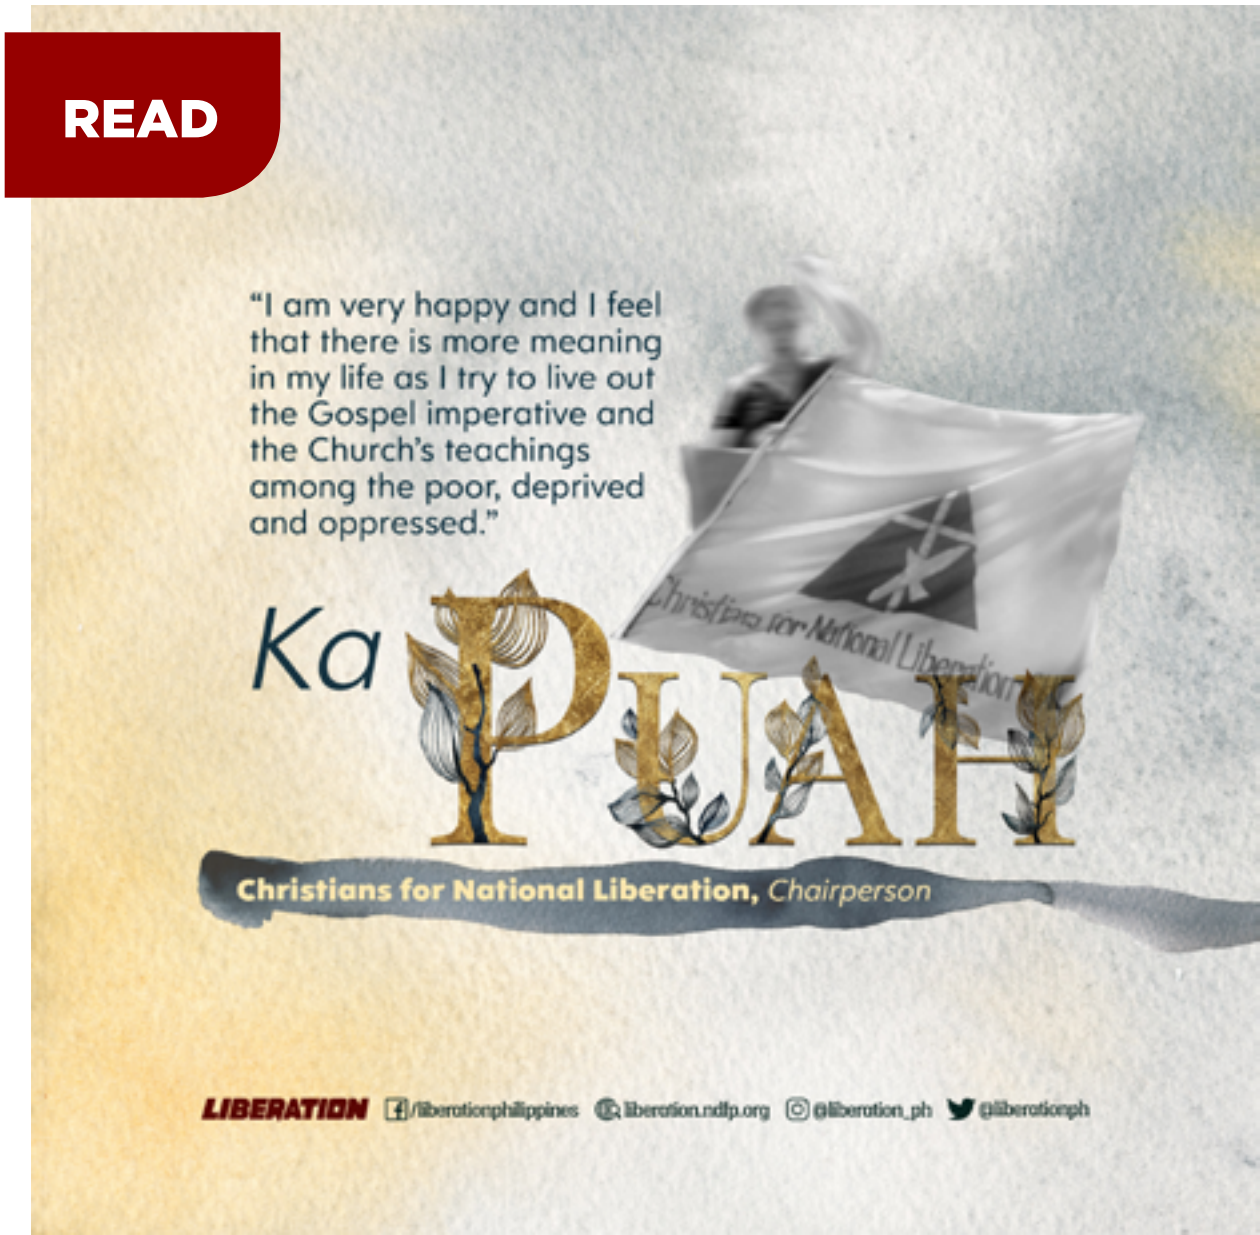 READ
“I am very happy and I feel
that there is more meaning
in my life as I try to live out
the Gospel imperative and
the Church’s teachings
among the poor, deprived
and oppressed.”
Christian for National Liberation
Ka PUAH
Christians for National Liberation, Chairperson
LIBERATION /liberationphilippines liberation.ndfp.org @liberation_ph @liberationph